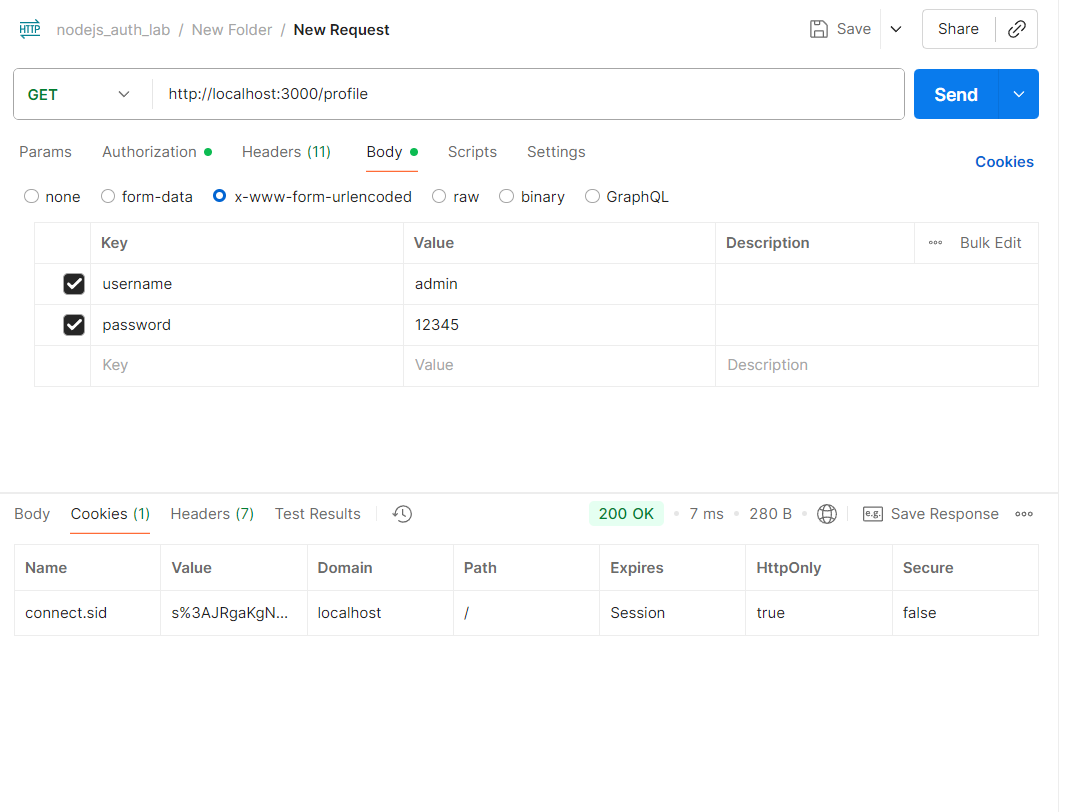 HTTP nodejs_auth_lab / New Folder / New Request Save Share
GET http://localhost:3000/profile Send
Params Authorization Headers (11) Body Scripts Settings Cookies
none form-data x-www-form-urlencoded raw binary GraphQL
Key Value Description Bulk Edit
username admin
password 12345
Key Value Description
Body Cookies (1) Headers (7) Test Results 200 OK 7 ms 280 B e.g. Save Response
Name Value Domain Path Expires HttpOnly Secure
connect.sid s%3AJRgaKgN... localhost / Session true false